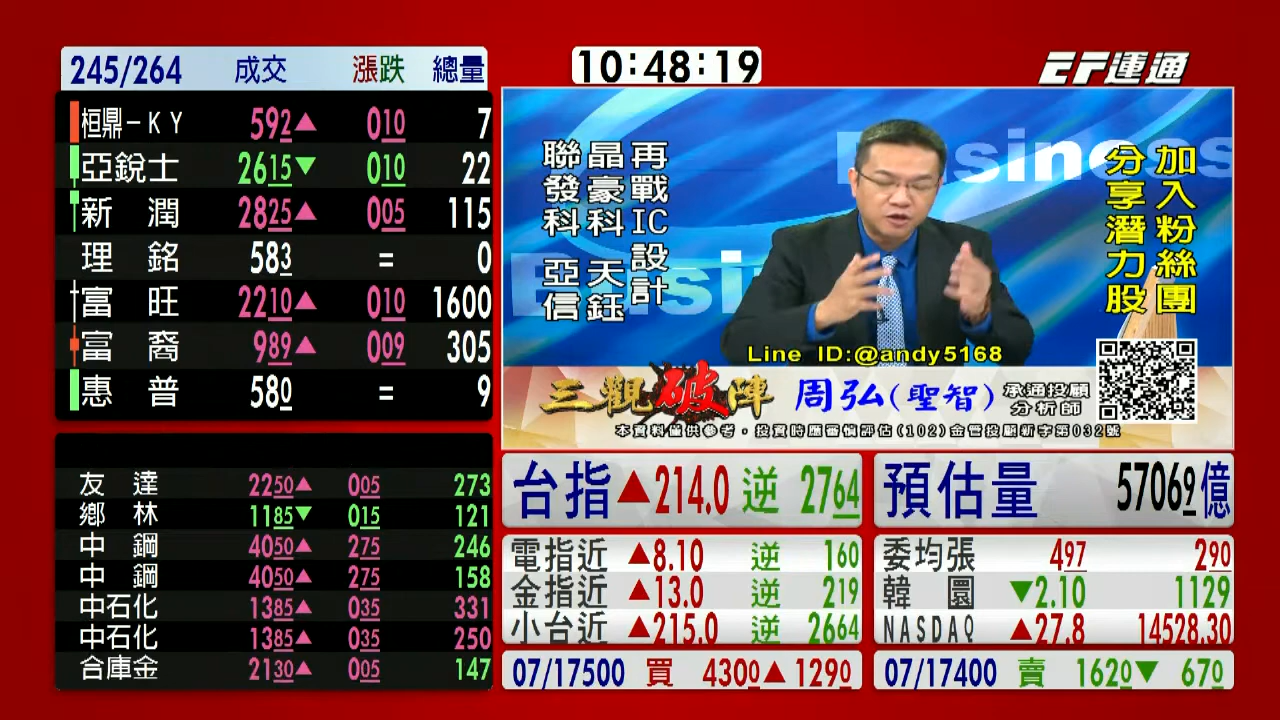 245/264 成交 漲跌 總量
桓鼎-KY 592▲ 010 7
亞銳士 2615▼ 010 22
新潤 2825▲ 005 115
理銘 583 = 0
富旺 2210▲ 010 1600
富裔 989▲ 009 305
惠普 580 = 9
友達 2250▲ 005 273
鄉林 1185▼ 015 121
中鋼 4050▲ 275 246
中鋼 4050▲ 275 158
中石化 1385▲ 035 331
中石化 1385▲ 035 250
合庫金 2130▲ 005 147
10:48:19
EF運通
Business
Busi
再戰IC設計
晶豪科 天鈺
聯發科 亞信
加入粉絲團
分享潛力股
Line ID:@andy5168
三觀破陣 周弘(聖智) 承通投顧
分析師
本資料僅供參考,投資時應審慎評估(102)金管投顧新字第032號
台指▲214.0 逆 2764
預估量 57069億
電指近 ▲8.10 逆 160
金指近 ▲13.0 逆 219
小台近 ▲215.0 逆 2664
委均張 497 290
韓圜 ▼2.10 1129
NASDAQ ▲27.8 14528.30
07/17500 買 4300▲ 1290
07/17400 賣 1620▼ 670